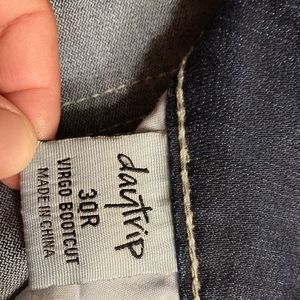 daytrip
30R
VIRGO BOOTCUT
MADE IN CHINA